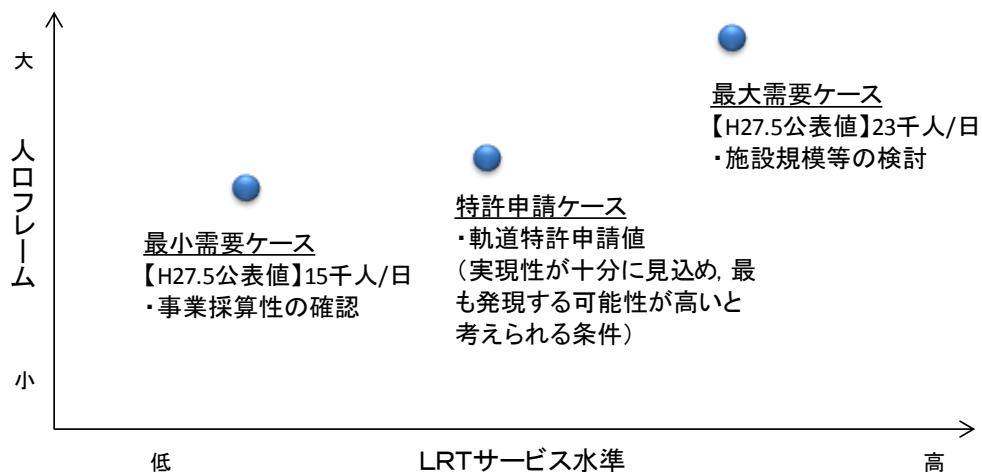 大
人口フレーム
小
最大需要ケース
【H27.5公表値】23千人/日
・施設規模等の検討
特許申請ケース
・軌道特許申請値
（実現性が十分に見込め，最
も発現する可能性が高いと
考えられる条件）
最小需要ケース
【H27.5公表値】15千人/日
・事業採算性の確認
低
LRTサービス水準
高